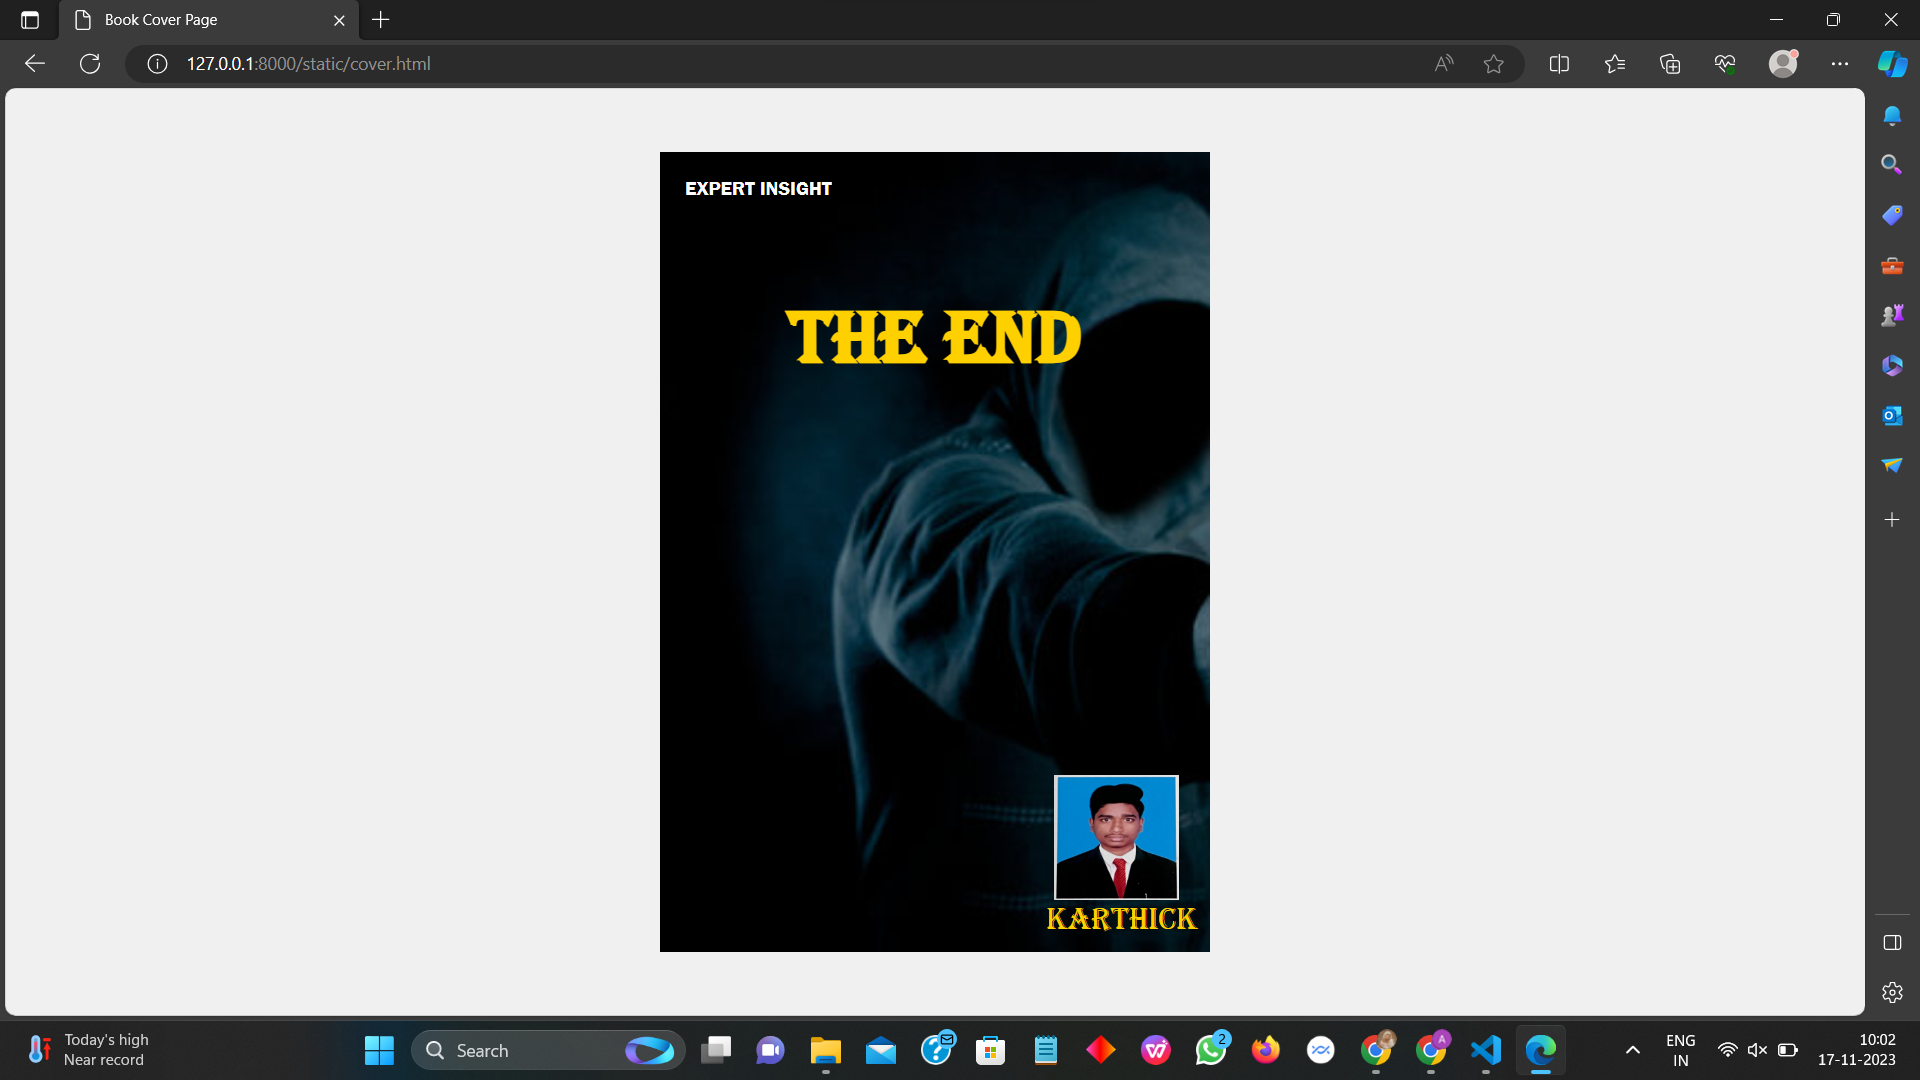 Book Cover Page
127.0.0.1:8000/static/cover.html
EXPERT INSIGHT
THE END
KARTHICK
Today's high
Near record
Search
2
A
ENG
IN
10:02
17-11-2023